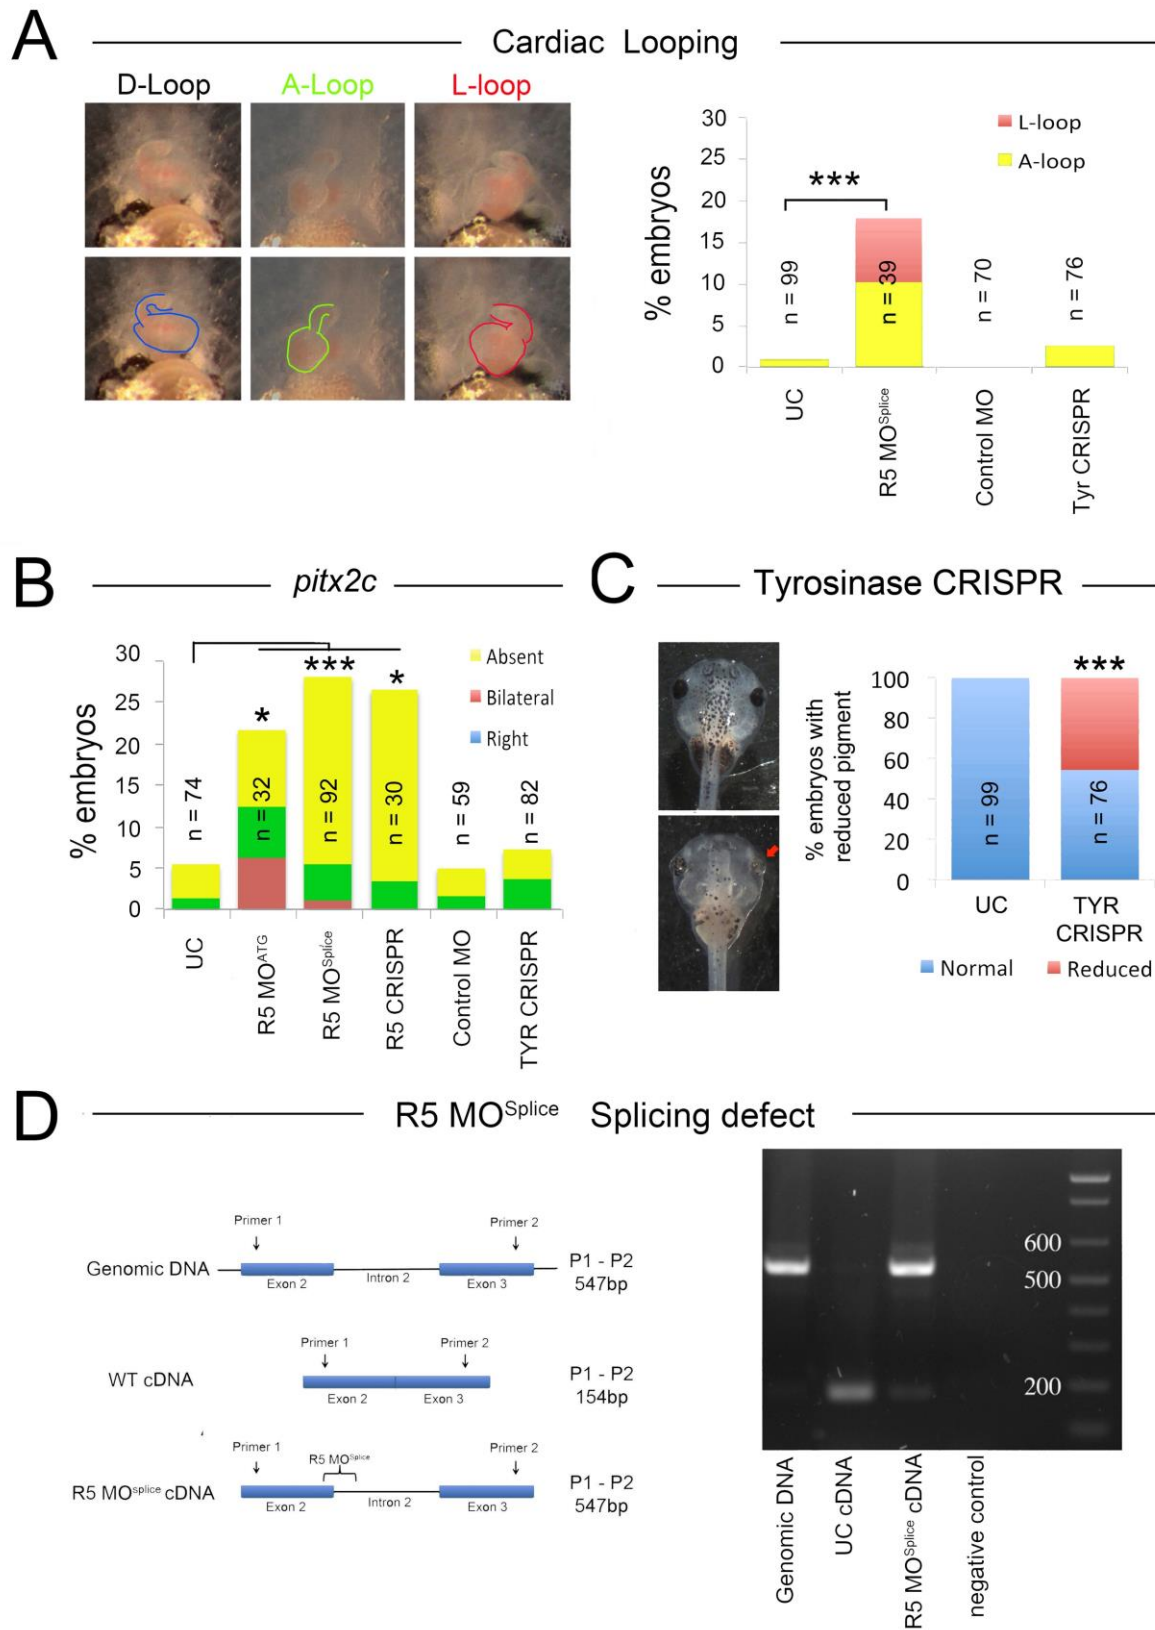 A
Cardiac Looping
D-Loop
A-Loop
L-loop
% embryos
30
25
20
15
10
5
0
***
L-loop
A-loop
n = 99
n = 39
n = 70
n = 76
UC
R5 MO^Splice
Control MO
Tyr CRISPR
B
pitx2c
% embryos
30
25
20
15
10
5
0
*
***
*
Absent
Bilateral
Right
n = 74
n = 32
n = 92
n = 30
n = 59
n = 82
UC
R5 MO^ATG
R5 MO^Splice
R5 CRISPR
Control MO
TYR CRISPR
C
Tyrosinase CRISPR
% embryos with
reduced pigment
100
80
60
40
20
0
***
n = 99
n = 76
UC
TYR
CRISPR
Normal
Reduced
D
R5 MO^Splice Splicing defect
Primer 1
Primer 2
Genomic DNA
Exon 2
Intron 2
Exon 3
P1 - P2
547bp
Primer 1
Primer 2
WT cDNA
Exon 2
Exon 3
P1 - P2
154bp
Primer 1
R5 MO^Splice
Primer 2
R5 MO^splice cDNA
Exon 2
Intron 2
Exon 3
P1 - P2
547bp
600
500
200
Genomic DNA
UC cDNA
R5 MO^Splice cDNA
negative control